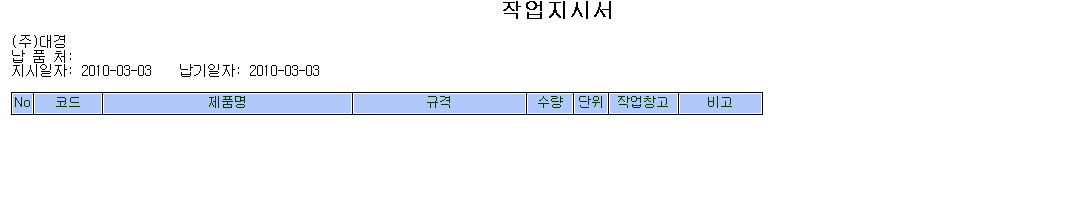 작업지시서
(주)대경
납 품 처:
지시일자: 2010-03-03 납기일자: 2010-03-03
No 코드 제품명 규격 수량 단위 작업창고 비고